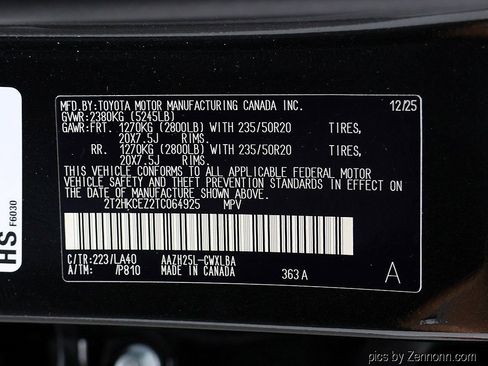 MFD.BY:TOYOTA MOTOR MANUFACTURING CANADA INC. 12/25
GVWR:2380KG (5245LB)
GAWR:FRT. 1270KG (2800LB) WITH 235/50R20 TIRES,
20X7.5J RIMS.
RR. 1270KG (2800LB) WITH 235/50R20 TIRES,
20X7.5J RIMS.
THIS VEHICLE CONFORMS TO ALL APPLICABLE FEDERAL MOTOR
VEHICLE SAFETY AND THEFT PREVENTION STANDARDS IN EFFECT ON
THE DATE OF MANUFACTURE SHOWN ABOVE.
2T2HKCEZ2TC064925 MPV
C/TR:223/LA40 AAZH25L-CWXLBA
A/TM: /P810 MADE IN CANADA 363A A
HS F6030
pics by Zennonn.com